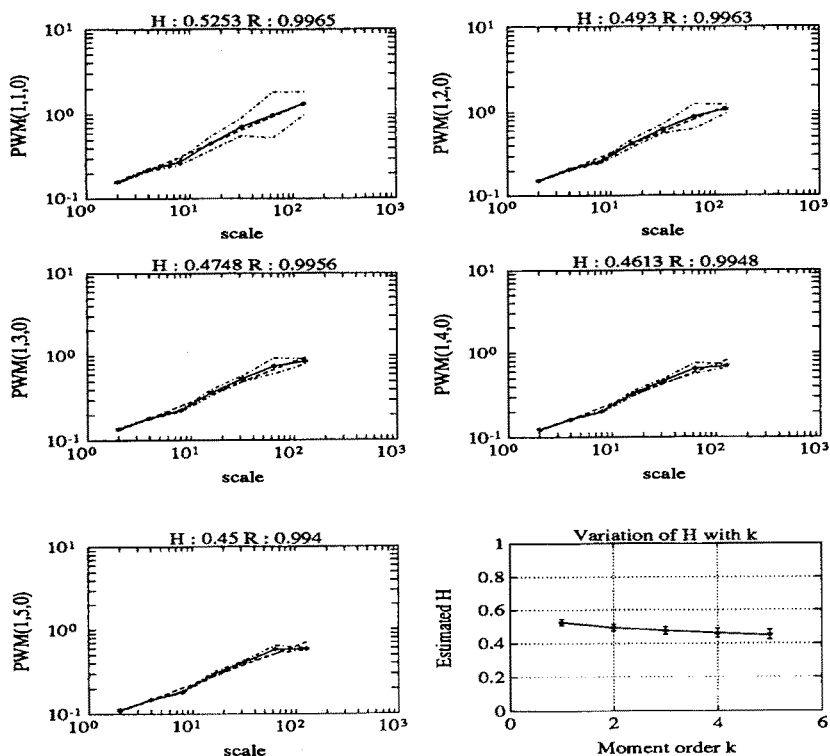 H : 0.5253 R : 0.9965
10¹
10⁰
10⁻¹
PWM(1,1,0)
10⁰ 10¹ 10² 10³
scale
H : 0.493 R : 0.9963
10¹
10⁰
10⁻¹
PWM(1,2,0)
10⁰ 10¹ 10² 10³
scale
H : 0.4748 R : 0.9956
10¹
10⁰
10⁻¹
PWM(1,3,0)
10⁰ 10¹ 10² 10³
scale
H : 0.4613 R : 0.9948
10¹
10⁰
10⁻¹
PWM(1,4,0)
10⁰ 10¹ 10² 10³
scale
H : 0.45 R : 0.994
10¹
10⁰
10⁻¹
PWM(1,5,0)
10⁰ 10¹ 10² 10³
scale
Variation of H with k
1
0.8
0.6
0.4
0.2
0
Estimated H
0 2 4 6
Moment order k